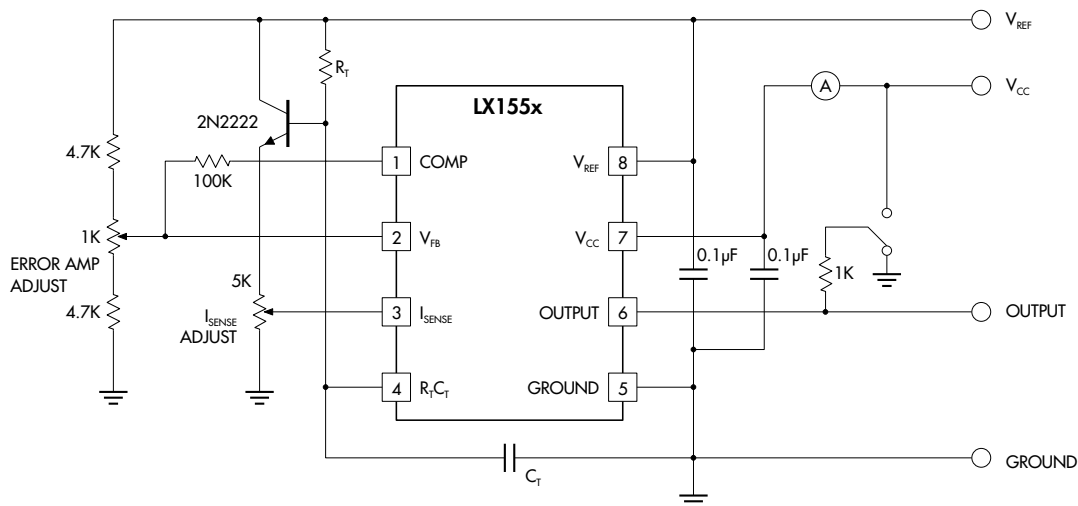 V_REF
R_T
LX155x
A
V_CC
2N2222
4.7K
100K
1
COMP
V_REF
8
1K
ERROR AMP
ADJUST
2
V_FB
V_CC
7
0.1µF
0.1µF
1K
4.7K
5K
I_SENSE
ADJUST
3
I_SENSE
OUTPUT
6
OUTPUT
4
R_TC_T
GROUND
5
C_T
GROUND